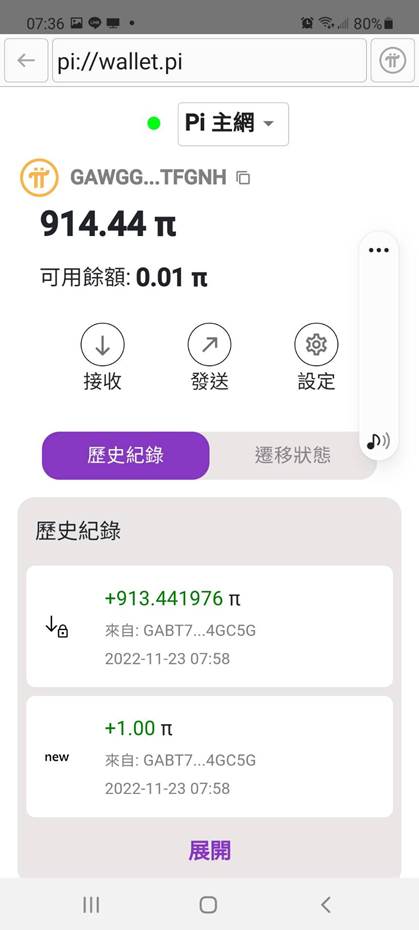 07:36 80%
pi://wallet.pi
Pi 主網
GAWGG...TFGNH
914.44 π
可用餘額: 0.01 π
接收 發送 設定
歷史紀錄 遷移狀態
歷史紀錄
+913.441976 π
來自: GABT7...4GC5G
2022-11-23 07:58
+1.00 π
new
來自: GABT7...4GC5G
2022-11-23 07:58
展開